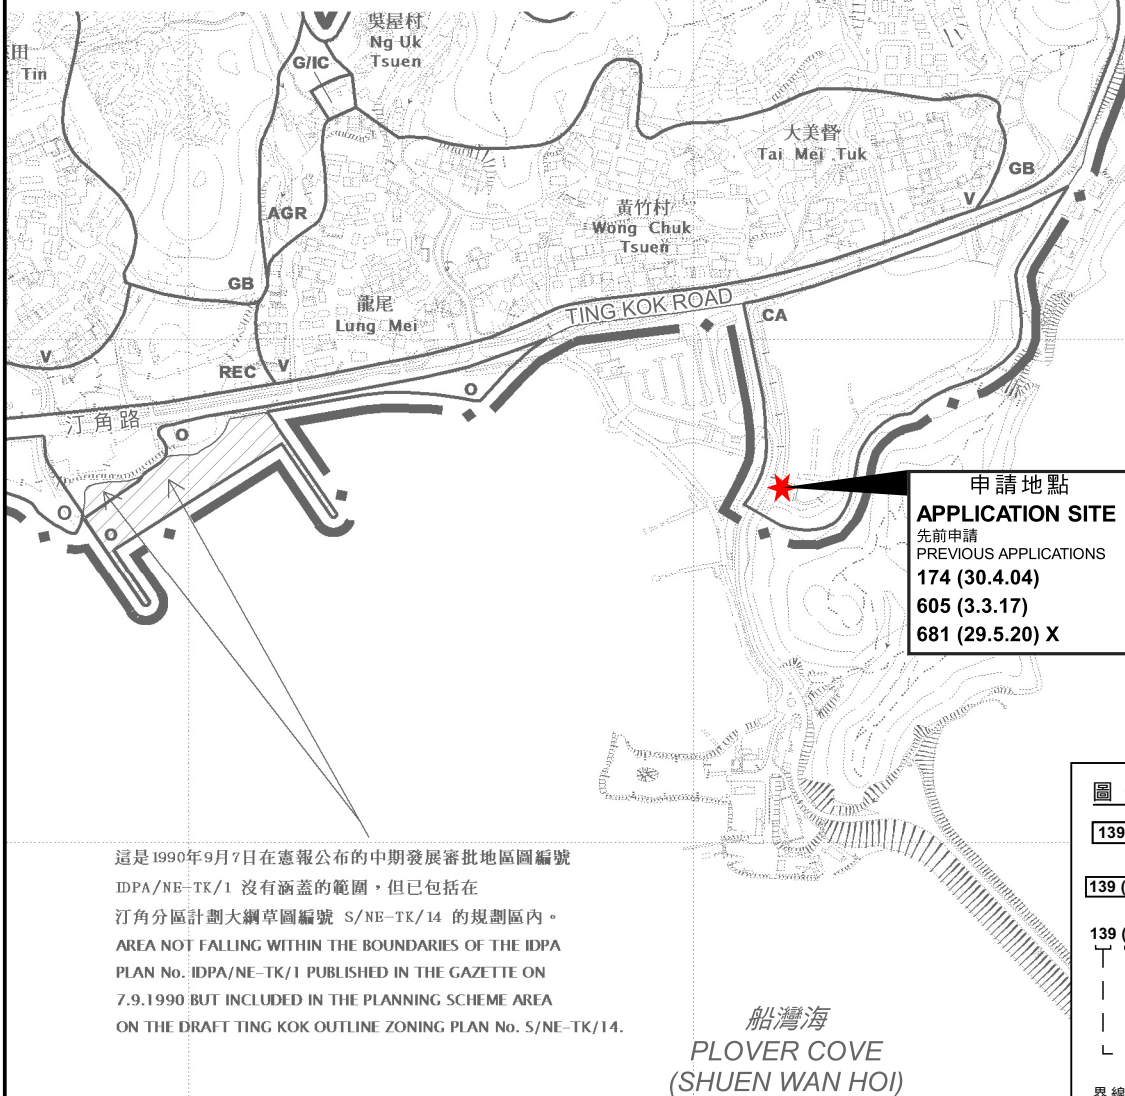 吳屋村
Ng Uk
Tsuen
田
Tin
V
G/IC
大美督
Tai Mei Tuk
GB
V
AGR
黃竹村
Wong Chuk
Tsuen
GB
龍尾
Lung Mei
TING KOK ROAD
CA
V
REC
V
O
汀角路
O
O
O
申請地點
APPLICATION SITE
先前申請
PREVIOUS APPLICATIONS
174 (30.4.04)
605 (3.3.17)
681 (29.5.20) X
圖
139
139 (
139 (
界線
這是1990年9月7日在憲報公布的中期發展審批地區圖編號
IDPA/NE-TK/1 沒有涵蓋的範圍，但已包括在
汀角分區計劃大綱草圖編號 S/NE-TK/14 的規劃區內。
AREA NOT FALLING WITHIN THE BOUNDARIES OF THE IDPA
PLAN No. IDPA/NE-TK/1 PUBLISHED IN THE GAZETTE ON
7.9.1990 BUT INCLUDED IN THE PLANNING SCHEME AREA
ON THE DRAFT TING KOK OUTLINE ZONING PLAN No. S/NE-TK/14.
船灣海
PLOVER COVE
(SHUEN WAN HOI)